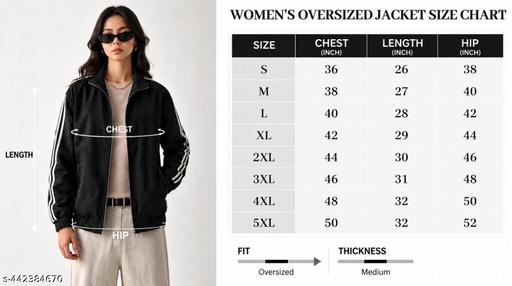 WOMEN'S OVERSIZED JACKET SIZE CHART
SIZE CHEST (INCH) LENGTH (INCH) HIP (INCH)
S 36 26 38
M 38 27 40
L 40 28 42
XL 42 29 44
2XL 44 30 46
3XL 46 31 48
4XL 48 32 50
5XL 50 32 52
FIT
Oversized
THICKNESS
Medium
CHEST
LENGTH
HIP
S-442384670